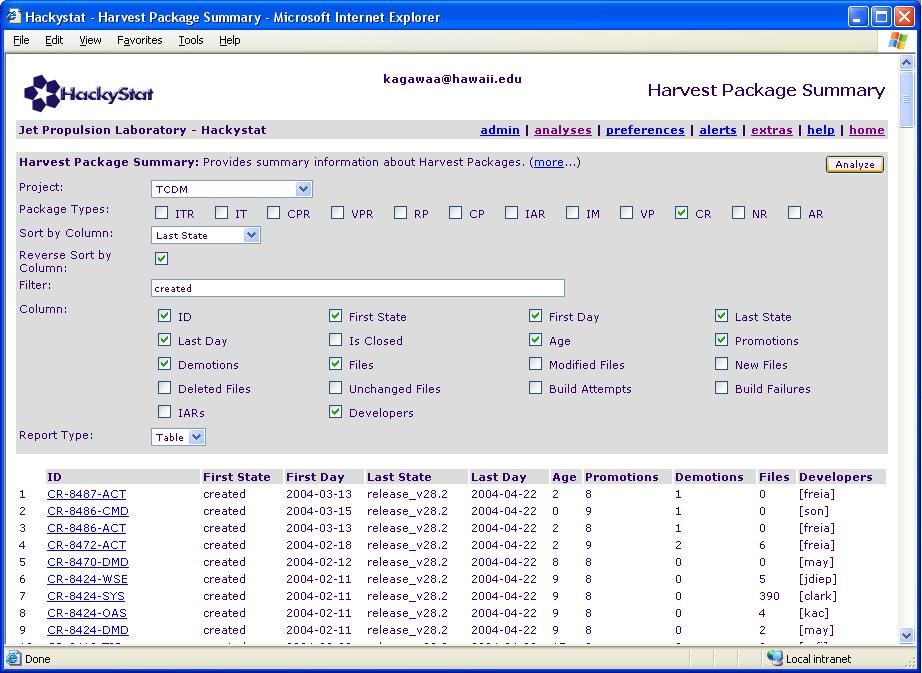 Hackystat - Harvest Package Summary - Microsoft Internet Explorer
File Edit View Favorites Tools Help
HackyStat
kagawaa@hawaii.edu
Harvest Package Summary
Jet Propulsion Laboratory - Hackystat admin | analyses | preferences | alerts | extras | help | home
Harvest Package Summary: Provides summary information about Harvest Packages. (more...) Analyze
Project: TCDM
Package Types: ITR IT CPR VPR RP CP IAR IM VP CR NR AR
Sort by Column: Last State
Reverse Sort by
Column:
Filter: created
Column:
ID First State First Day Last State
Last Day Is Closed Age Promotions
Demotions Files Modified Files New Files
Deleted Files Unchanged Files Build Attempts Build Failures
IARs Developers
Report Type: Table
ID First State First Day Last State Last Day Age Promotions Demotions Files Developers
1 CR-8487-ACT created 2004-03-13 release_v28.2 2004-04-22 2 8 1 0 [freia]
2 CR-8486-CMD created 2004-03-15 release_v28.2 2004-04-22 0 9 1 0 [son]
3 CR-8486-ACT created 2004-03-13 release_v28.2 2004-04-22 2 8 1 0 [freia]
4 CR-8472-ACT created 2004-02-18 release_v28.2 2004-04-22 2 9 2 6 [freia]
5 CR-8470-DMD created 2004-02-12 release_v28.2 2004-04-22 8 8 0 0 [may]
6 CR-8424-WSE created 2004-02-11 release_v28.2 2004-04-22 9 8 0 5 [jdiep]
7 CR-8424-SYS created 2004-02-11 release_v28.2 2004-04-22 9 8 0 390 [clark]
8 CR-8424-OAS created 2004-02-11 release_v28.2 2004-04-22 9 8 0 4 [kac]
9 CR-8424-DMD created 2004-02-11 release_v28.2 2004-04-22 9 8 0 2 [may]
Done Local intranet